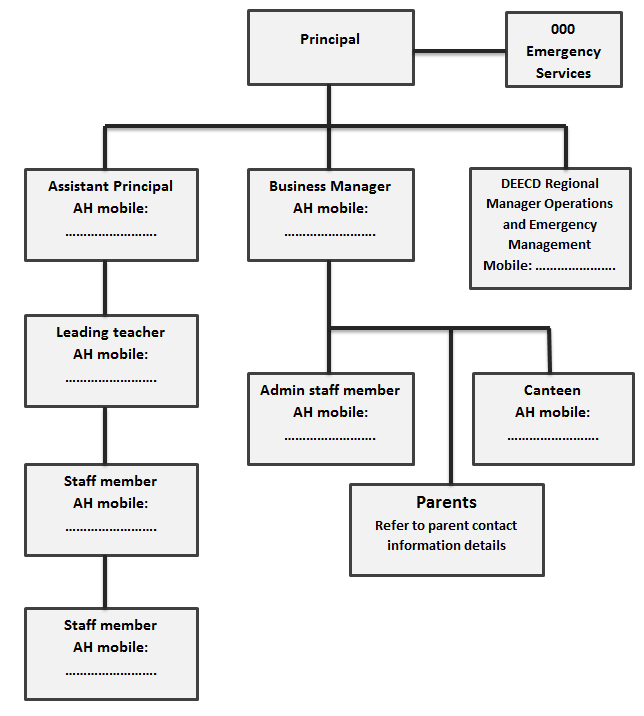 Principal
000
Emergency
Services
Assistant Principal
AH mobile:
…………………….
Business Manager
AH mobile:
…………………….
DEECD Regional
Manager Operations
and Emergency
Management
Mobile: ………………….
Leading teacher
AH mobile:
…………………….
Admin staff member
AH mobile:
…………………….
Canteen
AH mobile:
…………………….
Staff member
AH mobile:
…………………….
Parents
Refer to parent contact
information details
Staff member
AH mobile:
…………………….